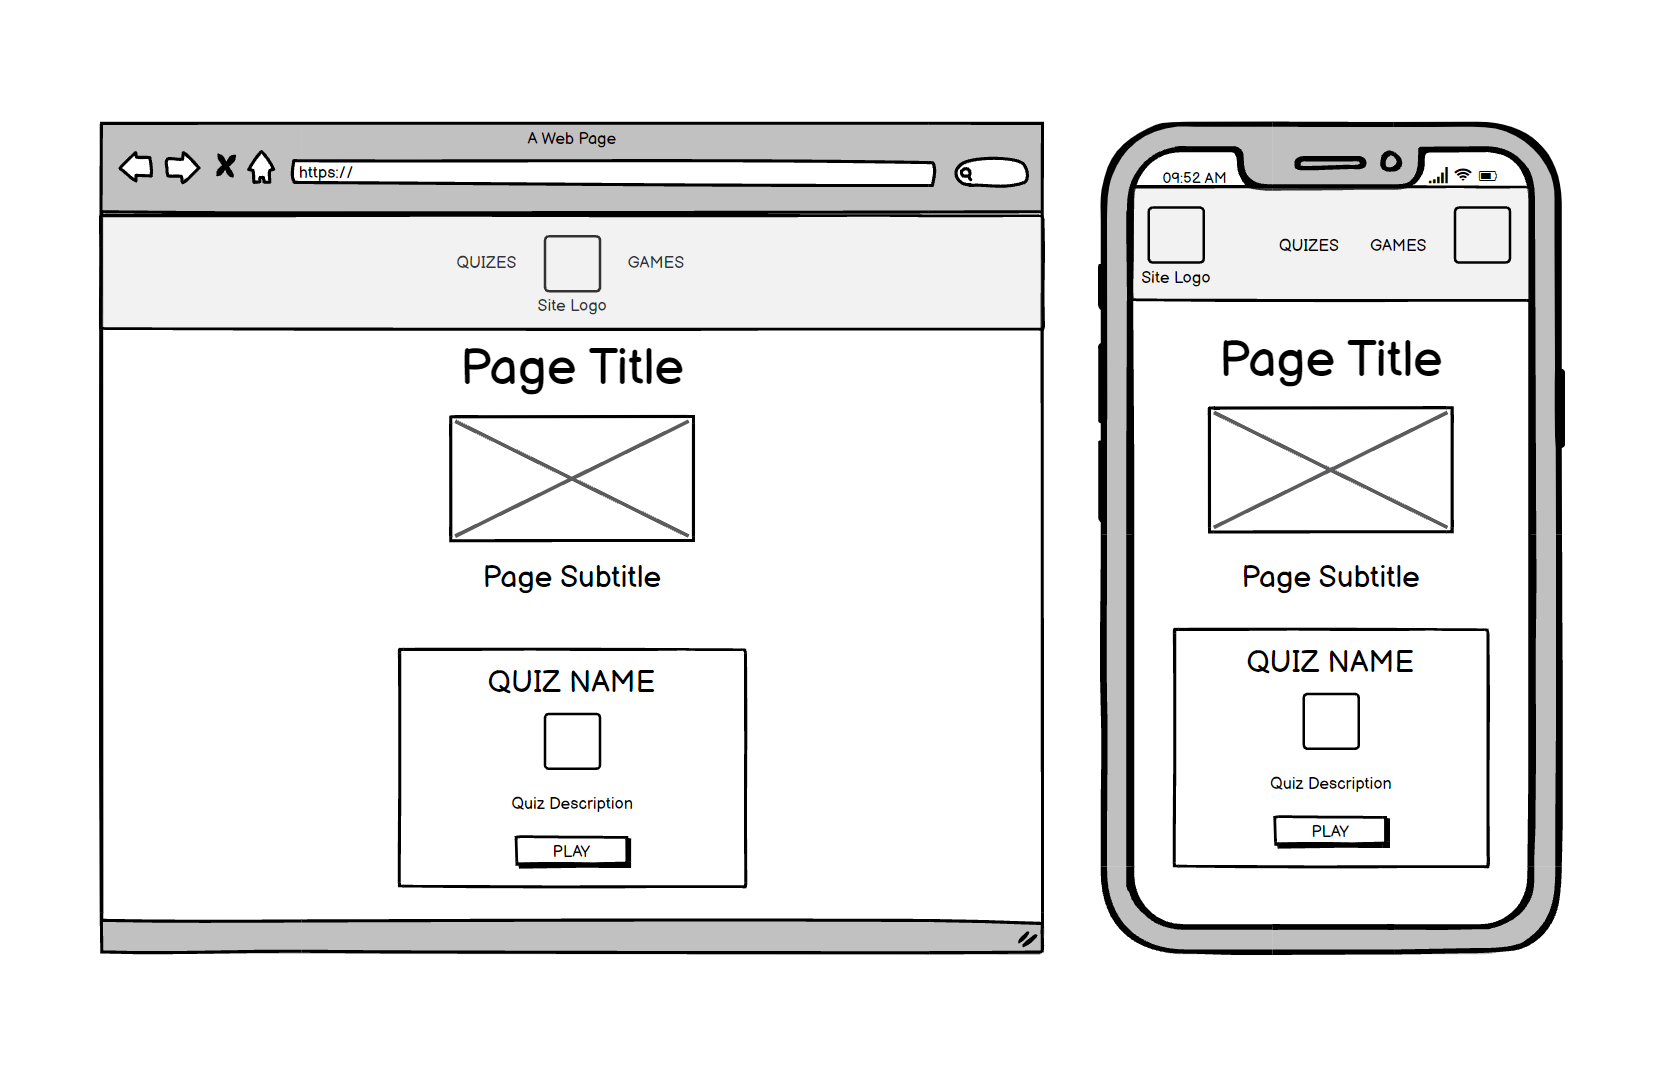 A Web Page
https://
QUIZES
GAMES
Site Logo
Page Title
Page Subtitle
QUIZ NAME
Quiz Description
PLAY
09:52 AM
QUIZES
GAMES
Site Logo
Page Title
Page Subtitle
QUIZ NAME
Quiz Description
PLAY